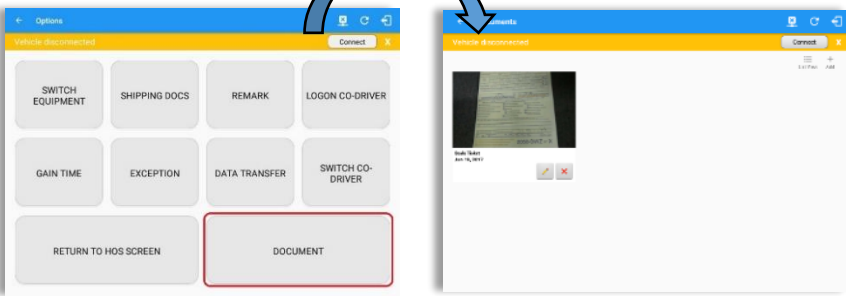 Options
Vehicle disconnected
Connect
X
SWITCH
EQUIPMENT
SHIPPING DOCS
REMARK
LOGON CO-DRIVER
GAIN TIME
EXCEPTION
DATA TRANSFER
SWITCH CO-
DRIVER
RETURN TO HOS SCREEN
DOCUMENT
Vehicle disconnected
Connect
X
Add
Scale Ticket